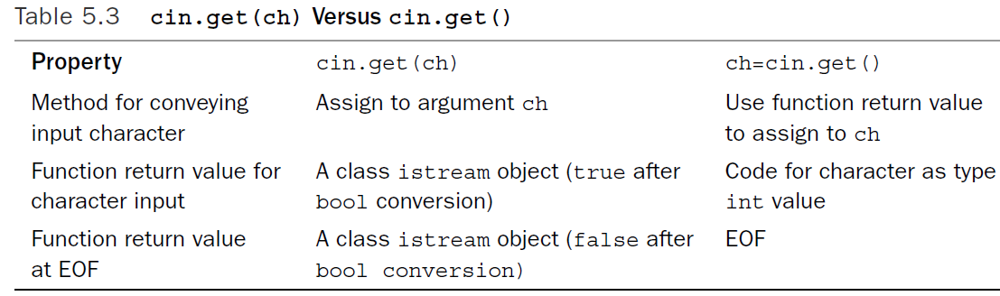 Table 5.3 cin.get(ch) Versus cin.get()
Property cin.get(ch) ch=cin.get()
Method for conveying Assign to argument ch Use function return value
input character to assign to ch
Function return value for A class istream object (true after Code for character as type
character input bool conversion) int value
Function return value A class istream object (false after EOF
at EOF bool conversion)